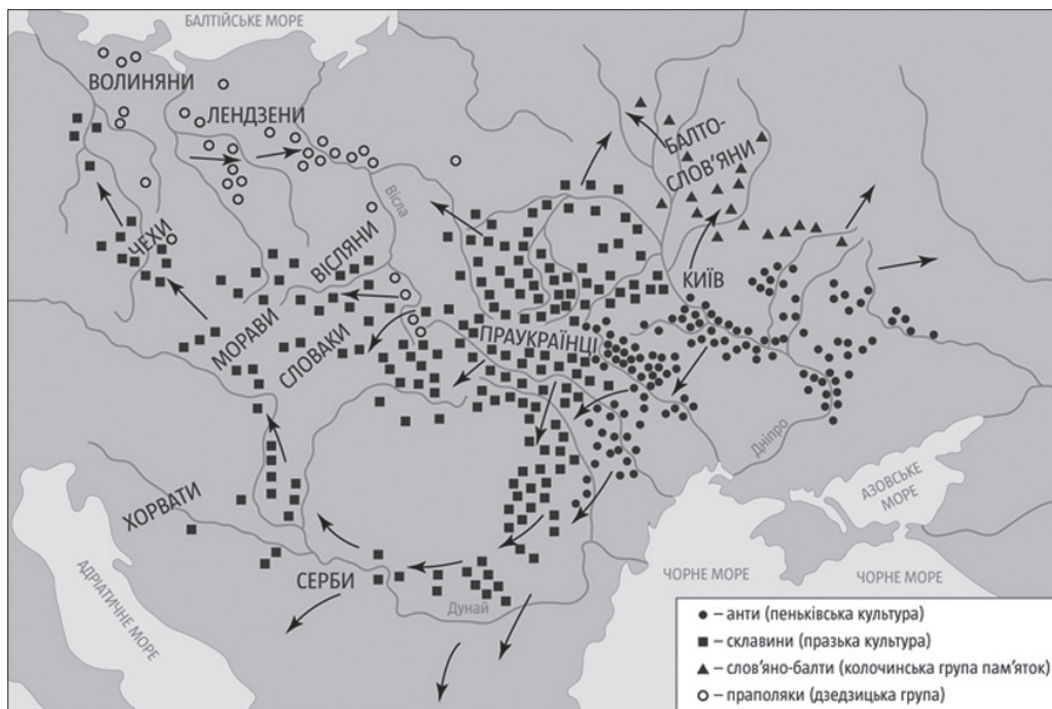 БАЛТІЙСЬКЕ МОРЕ
ВОЛИНЯНИ
ЛЕНДЗЕНИ
БАЛТО-
СЛОВ’ЯНИ
Вісла
ЧЕХИ
ВІСЛЯНИ
КИЇВ
МОРАВИ
СЛОВАКИ
ПРАУКРАЇНЦІ
Дніпро
ХОРВАТИ
АЗОВСЬКЕ
МОРЕ
АДРІАТИЧНЕ МОРЕ
СЕРБИ
Дунай
ЧОРНЕ МОРЕ
ЧОРНЕ МОРЕ
– анти (пеньківська культура)
– склавини (празька культура)
– слов’яно-балти (колочинська група пам’яток)
– праполяки (дзедзицька група)